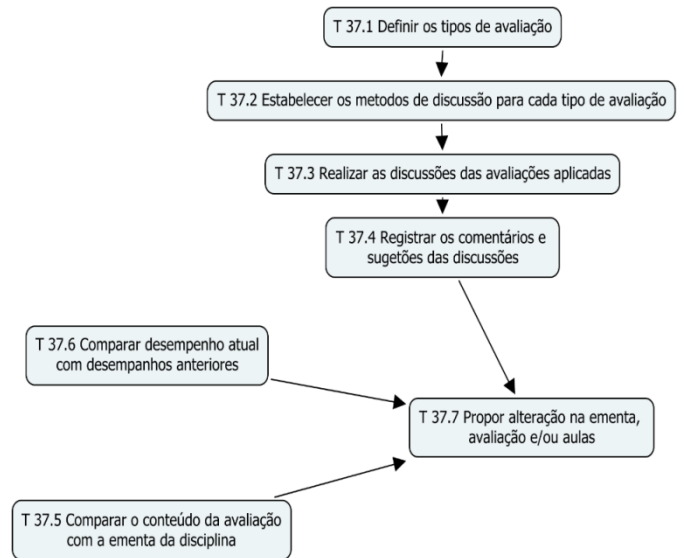 T 37.1 Definir os tipos de avaliação
T 37.2 Estabelecer os metodos de discussão para cada tipo de avaliação
T 37.3 Realizar as discussões das avaliações aplicadas
T 37.4 Registrar os comentários e
sugetões das discussões
T 37.6 Comparar desempenho atual
com desempanhos anteriores
T 37.7 Propor alteração na ementa,
avaliação e/ou aulas
T 37.5 Comparar o conteúdo da avaliação
com a ementa da disciplina